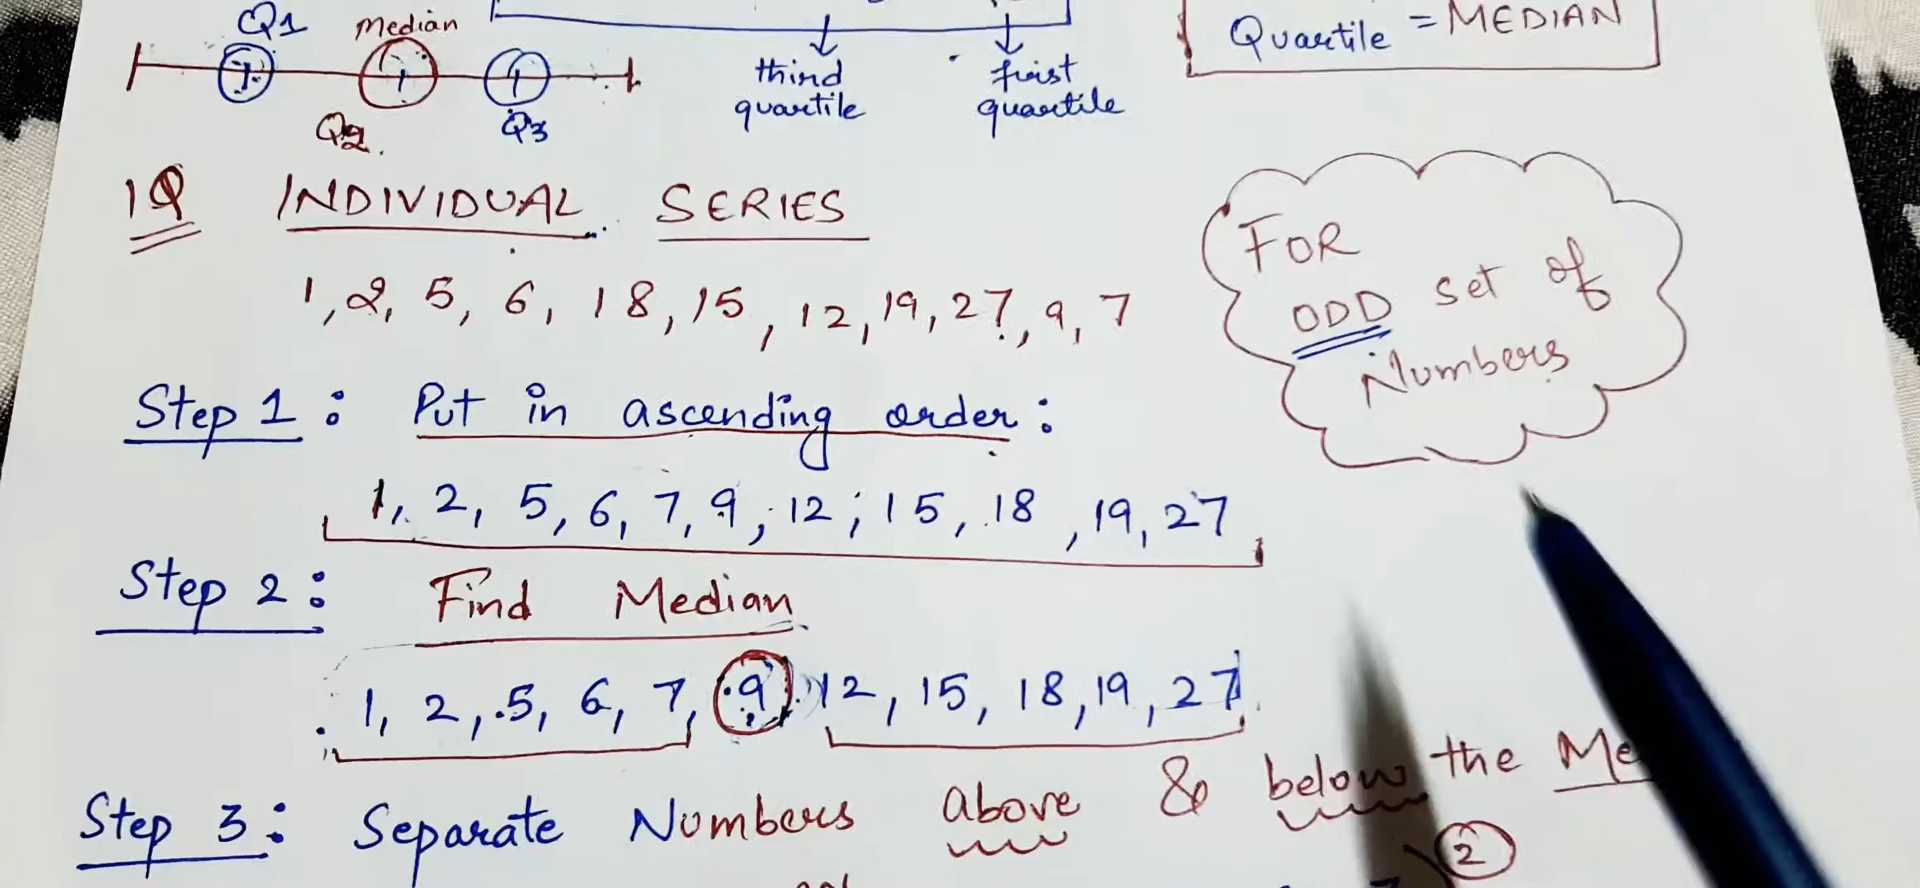 Q1 Median
Q2. Q3
third quartile
first quartile
Quartile = MEDIAN
1Q INDIVIDUAL SERIES
1, 2, 5, 6, 18, 15, 12, 19, 27, 9, 7
FOR
ODD set of
Numbers
Step 1: Put in ascending order:
1, 2, 5, 6, 7, 9, 12, 15, 18, 19, 27
Step 2: Find Median
1, 2, 5, 6, 7, 9 12, 15, 18, 19, 27
Step 3: Separate Numbers above & below the
2